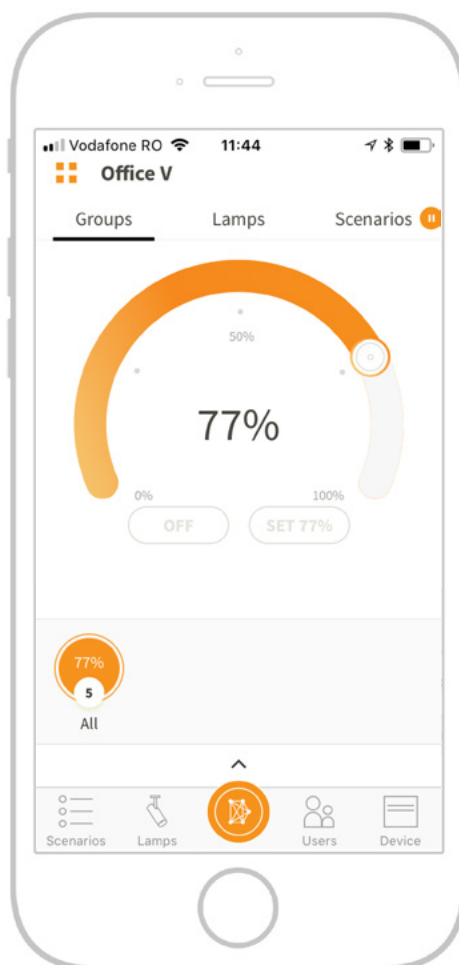 Vodafone RO 11:44
Office V
Groups Lamps Scenarios
50%
77%
0% 100%
OFF SET 77%
77%
5
All
Scenarios Lamps Users Device